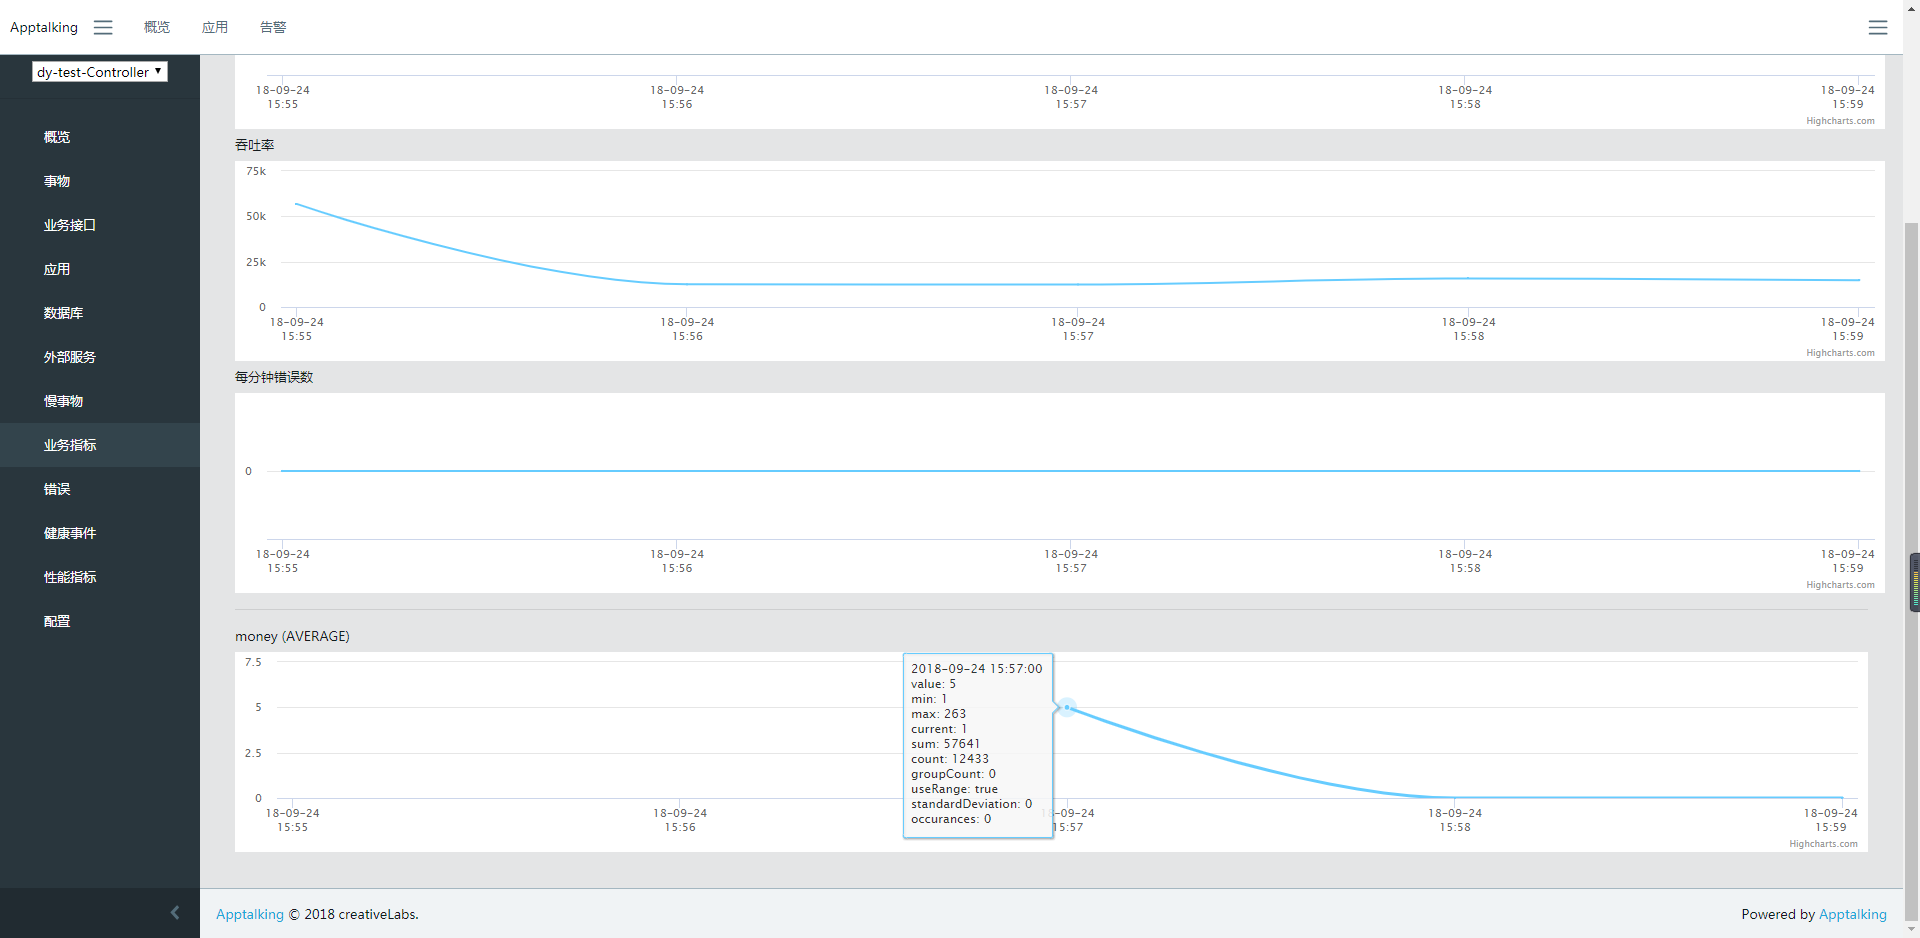 Apptalking
概览
应用
告警
dy-test-Controller
概览
事物
业务接口
应用
数据库
外部服务
慢事物
业务指标
错误
健康事件
性能指标
配置
18-09-24
15:55
18-09-24
15:56
18-09-24
15:57
18-09-24
15:58
18-09-24
15:59
Highcharts.com
吞吐率
75k
50k
25k
0
18-09-24
15:55
18-09-24
15:56
18-09-24
15:57
18-09-24
15:58
18-09-24
15:59
Highcharts.com
每分钟错误数
0
18-09-24
15:55
18-09-24
15:56
18-09-24
15:57
18-09-24
15:58
18-09-24
15:59
Highcharts.com
money (AVERAGE)
7.5
5
2.5
0
2018-09-24 15:57:00
value: 5
min: 1
max: 263
current: 1
sum: 57641
count: 12433
groupCount: 0
useRange: true
standardDeviation: 0
occurances: 0
18-09-24
15:55
18-09-24
15:56
18-09-24
15:57
18-09-24
15:58
18-09-24
15:59
Highcharts.com
Apptalking © 2018 creativeLabs.
Powered by Apptalking